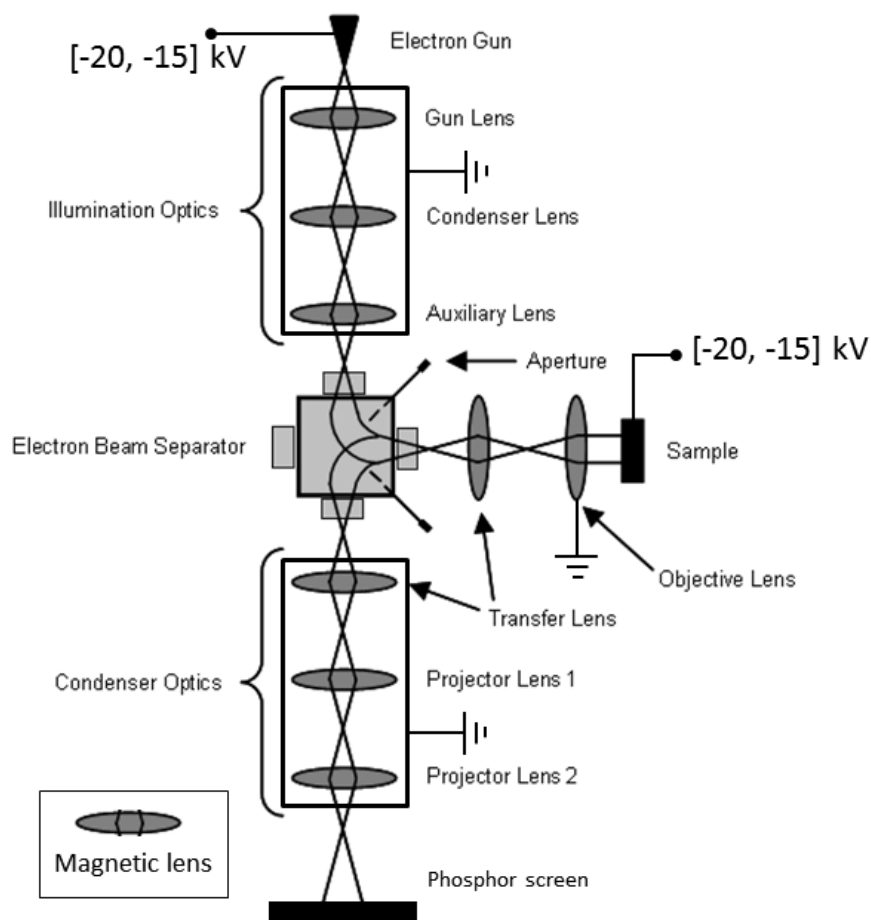 Electron Gun
[-20, -15] kV
Gun Lens
Illumination Optics
Condenser Lens
Auxiliary Lens
[-20, -15] kV
Aperture
Electron Beam Separator
Sample
Objective Lens
Transfer Lens
Condenser Optics
Projector Lens 1
Projector Lens 2
Magnetic lens
Phosphor screen